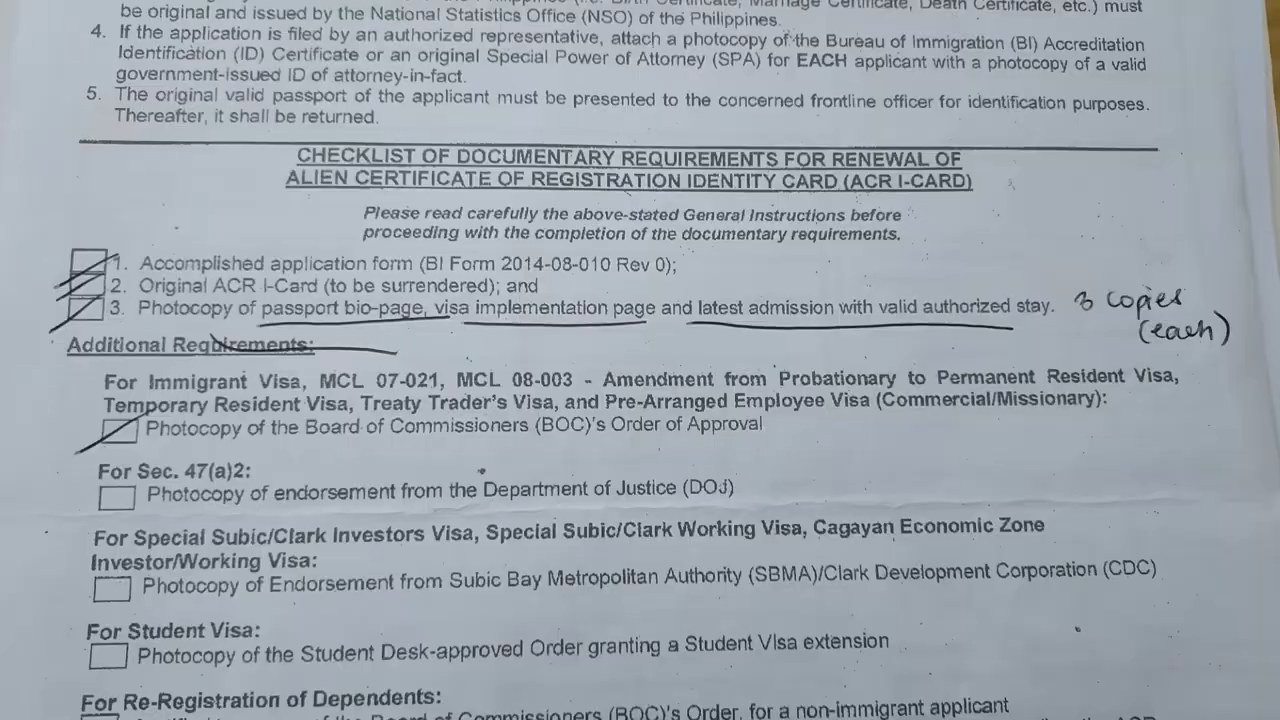 be original and issued by the National Statistics Office (NSO) of the Philippines.
4. If the application is filed by an authorized representative, attach a photocopy of the Bureau of Immigration (BI) Accreditation
Identification (ID) Certificate or an original Special Power of Attorney (SPA) for EACH applicant with a photocopy of a valid
government-issued ID of attorney-in-fact.
5. The original valid passport of the applicant must be presented to the concerned frontline officer for identification purposes.
Thereafter, it shall be returned.
CHECKLIST OF DOCUMENTARY REQUIREMENTS FOR RENEWAL OF
ALIEN CERTIFICATE OF REGISTRATION IDENTITY CARD (ACR I-CARD)
Please read carefully the above-stated General Instructions before
proceeding with the completion of the documentary requirements.
1. Accomplished application form (BI Form 2014-08-010 Rev 0);
2. Original ACR I-Card (to be surrendered); and
3. Photocopy of passport bio-page, visa implementation page and latest admission with valid authorized stay. 3 copies
(each)
Additional Requirements:
For Immigrant Visa, MCL 07-021, MCL 08-003 - Amendment from Probationary to Permanent Resident Visa,
Temporary Resident Visa, Treaty Trader's Visa, and Pre-Arranged Employee Visa (Commercial/Missionary):
Photocopy of the Board of Commissioners (BOC)'s Order of Approval
For Sec. 47(a)2:
Photocopy of endorsement from the Department of Justice (DOJ)
For Special Subic/Clark Investors Visa, Special Subic/Clark Working Visa, Cagayan Economic Zone
Investor/Working Visa:
Photocopy of Endorsement from Subic Bay Metropolitan Authority (SBMA)/Clark Development Corporation (CDC)
For Student Visa:
Photocopy of the Student Desk-approved Order granting a Student Visa extension
For Re-Registration of Dependents:
of the Board of Commissioners (BOC)'s Order, for a non-immigrant applicant